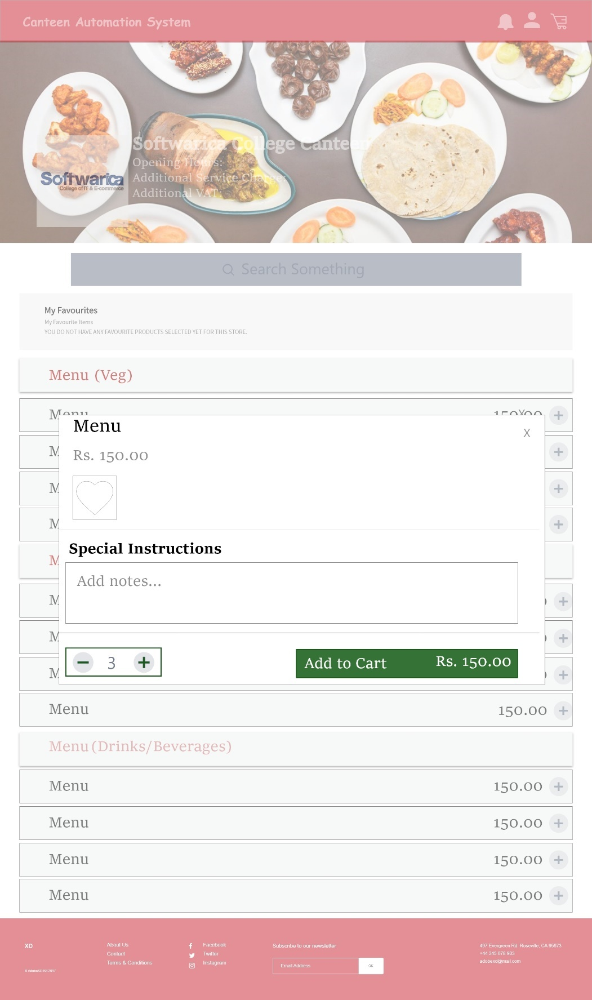 Canteen Automation System
Softwarica College Canteen
Opening Hours:
Additional Service Charge:
Additional VAT:
Softwarica
College of IT & E-commerce
Search Something
My Favourites
My Favourite Items
YOU DO NOT HAVE ANY FAVOURITE PRODUCTS SELECTED YET FOR THIS STORE.
Menu (Veg)
Menu 150.00
X
Menu
X
Rs. 150.00
Special Instructions
Add notes...
3
Add to Cart Rs. 150.00
Menu 150.00
Menu (Drinks/Beverages)
Menu 150.00
Menu 150.00
Menu 150.00
Menu 150.00
XD
© AdobeXD Kit 2017
About Us
Contact
Terms & Conditions
Facebook
Twitter
Instagram
Subscribe to our newsletter
Email Address OK
497 Evergreen Rd. Roseville, CA 95673
+44 345 678 903
adobexd@mail.com